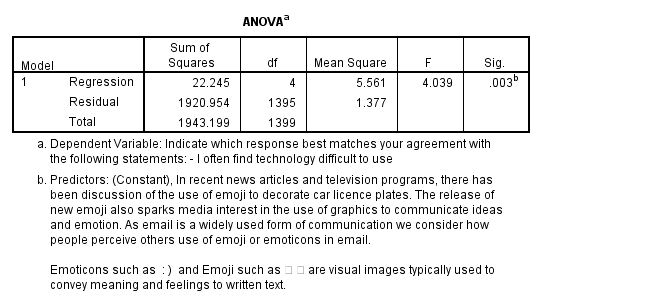 ANOVAa
Model Sum of Squares df Mean Square F Sig.
1 Regression 22.245 4 5.561 4.039 .003b
Residual 1920.954 1395 1.377
Total 1943.199 1399
a. Dependent Variable: Indicate which response best matches your agreement with
the following statements: - I often find technology difficult to use
b. Predictors: (Constant), In recent news articles and television programs, there has
been discussion of the use of emoji to decorate car licence plates. The release of
new emoji also sparks media interest in the use of graphics to communicate ideas
and emotion. As email is a widely used form of communication we consider how
people perceive others use of emoji or emoticons in email.
Emoticons such as :) and Emoji such as □ □ are visual images typically used to
convey meaning and feelings to written text.